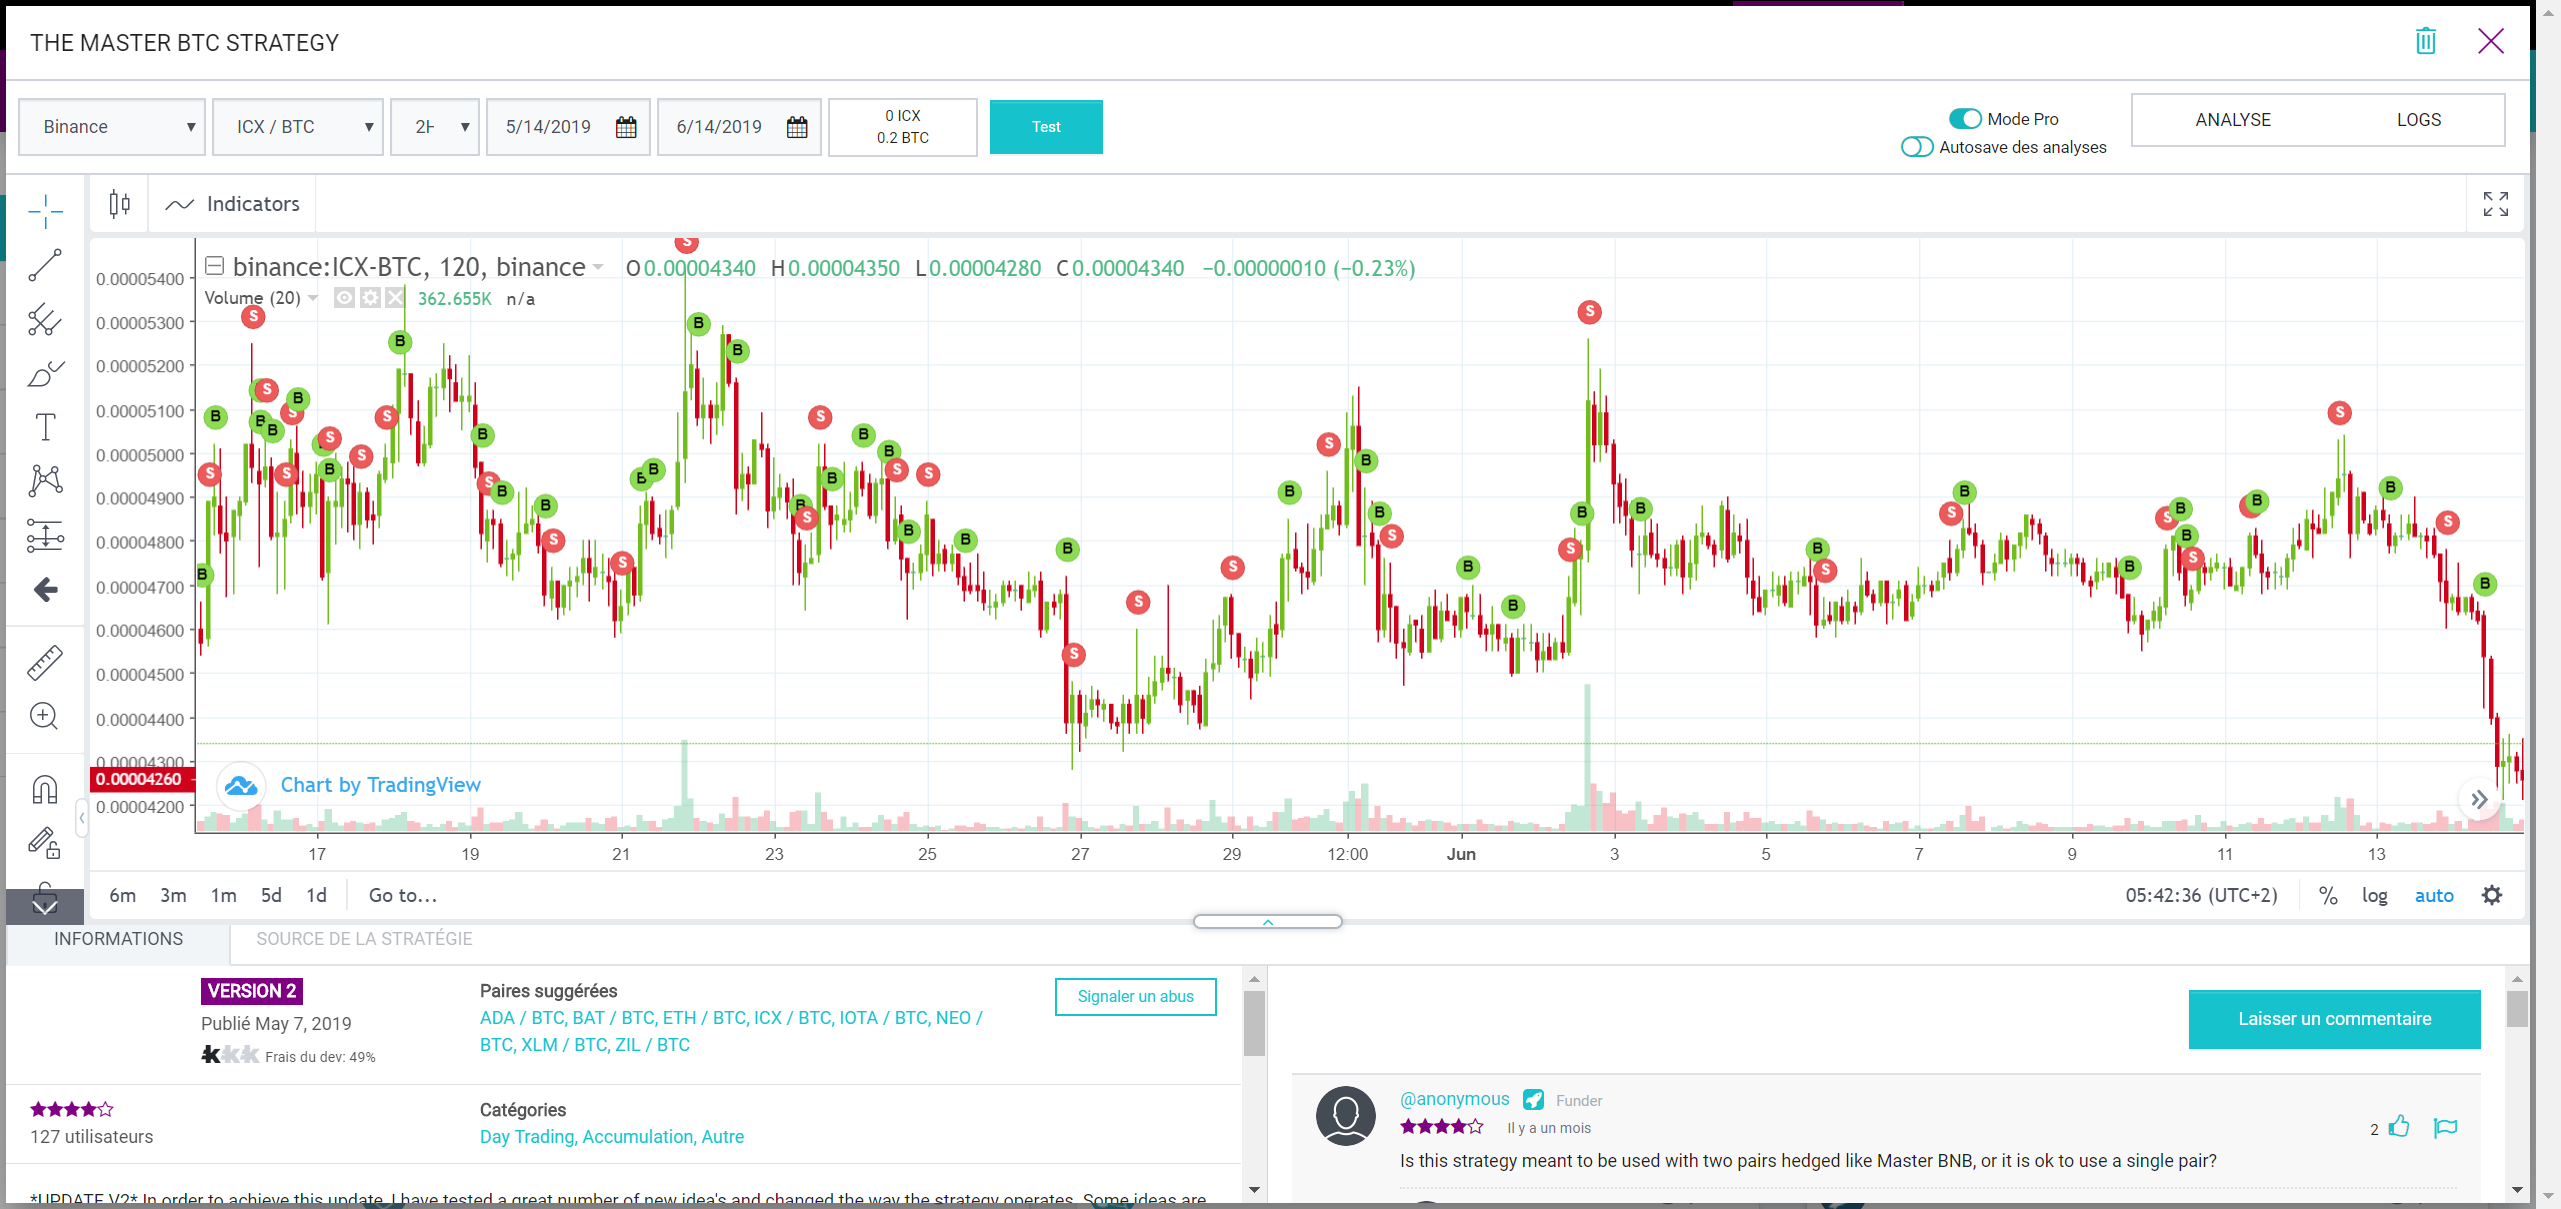 THE MASTER BTC STRATEGY
Binance ICX / BTC 2H 5/14/2019 6/14/2019 0 ICX 0.2 BTC Test
Mode Pro
Autosave des analyses
ANALYSE LOGS
Indicators
binance:ICX-BTC, 120, binance O 0.00004340 H 0.00004350 L 0.00004280 C 0.00004340 −0.00000010 (−0.23%)
Volume (20) 362.655K n/a
0.00005400
0.00005300
0.00005200
0.00005100
0.00005000
0.00004900
0.00004800
0.00004700
0.00004600
0.00004500
0.00004400
0.00004300
0.00004260
0.00004200
Chart by TradingView
17 19 21 23 25 27 29 12:00 Jun 3 5 7 9 11 13
6m 3m 1m 5d 1d Go to... 05:42:36 (UTC+2) % log auto
INFORMATIONS SOURCE DE LA STRATÉGIE
VERSION 2
Publié May 7, 2019
Frais du dev: 49%
Paires suggérées
ADA / BTC, BAT / BTC, ETH / BTC, ICX / BTC, IOTA / BTC, NEO /
BTC, XLM / BTC, ZIL / BTC
Signaler un abus
127 utilisateurs
Catégories
Day Trading, Accumulation, Autre
*UPDATE V2* In order to achieve this update, I have tested a great number of new idea's and changed the way the strategy operates. Some ideas are
Laisser un commentaire
@anonymous Funder
Il y a un mois
2
Is this strategy meant to be used with two pairs hedged like Master BNB, or it is ok to use a single pair?